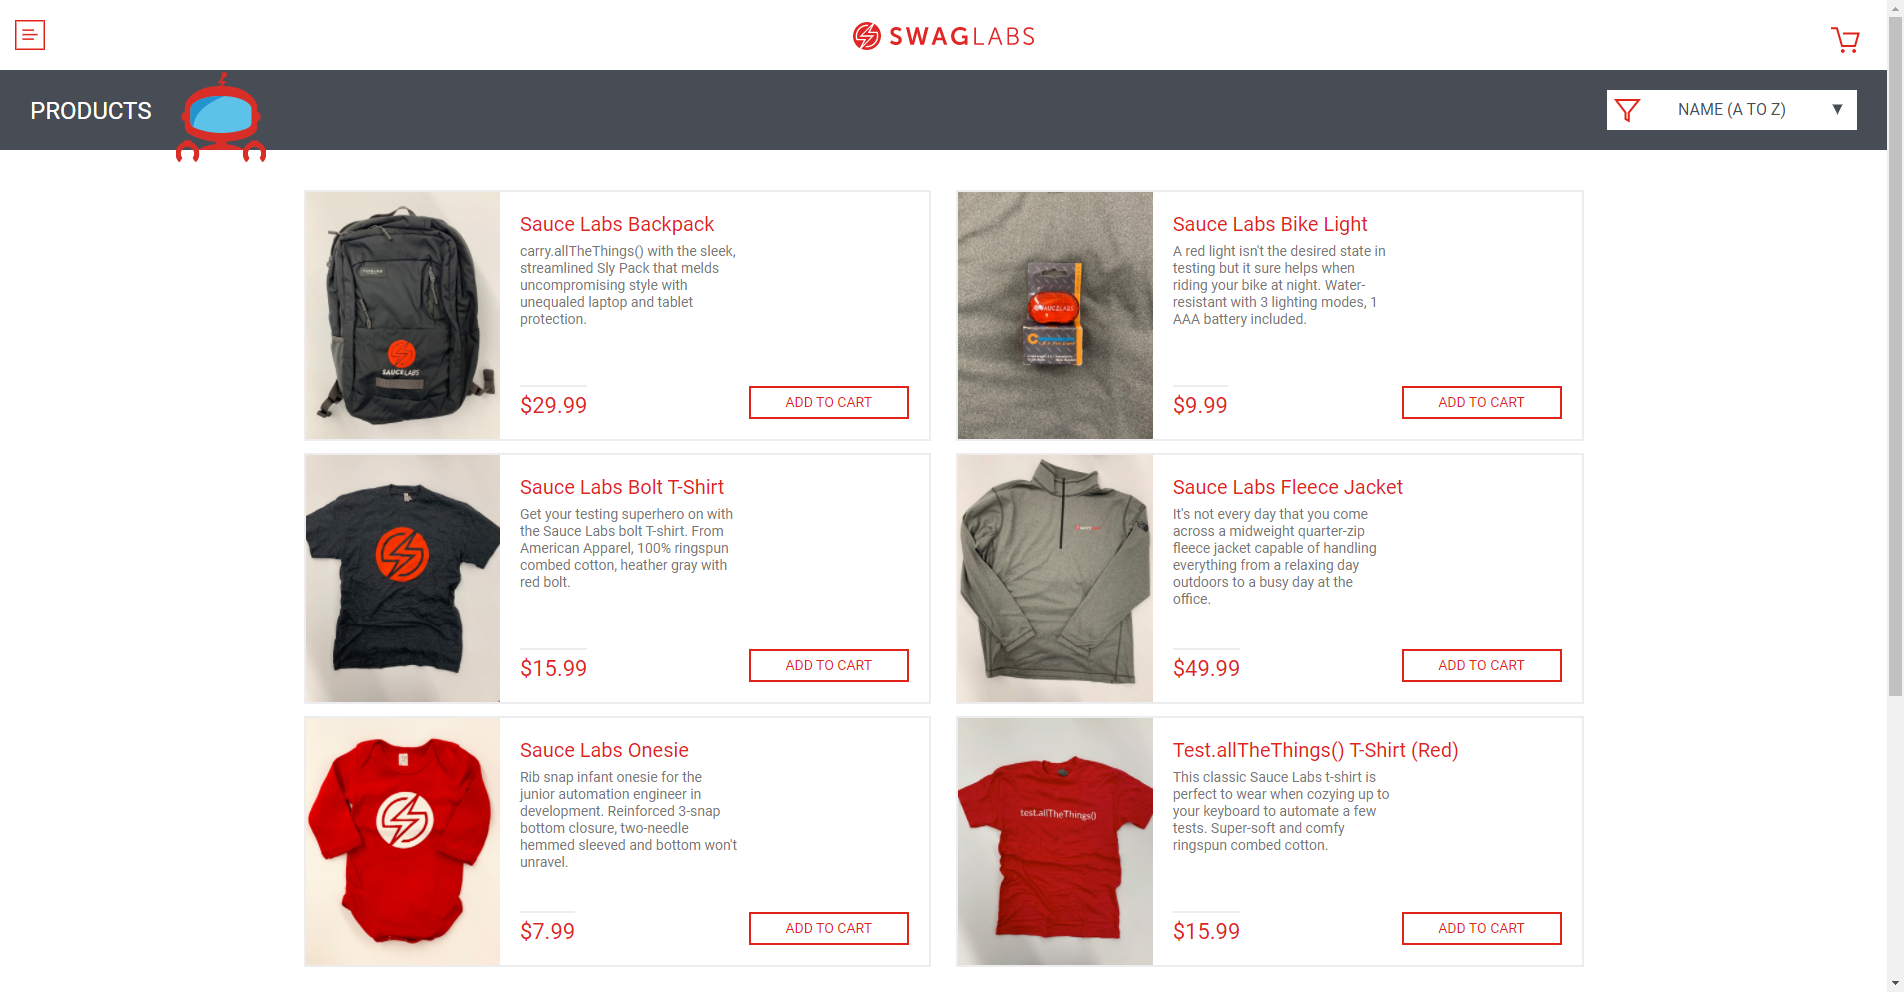 SWAGLABS
PRODUCTS
NAME (A TO Z)
Sauce Labs Backpack
carry.allTheThings() with the sleek,
streamlined Sly Pack that melds
uncompromising style with
unequaled laptop and tablet
protection.
$29.99
ADD TO CART
SAUCELABS
Sauce Labs Bike Light
A red light isn't the desired state in
testing but it sure helps when
riding your bike at night. Water-
resistant with 3 lighting modes, 1
AAA battery included.
$9.99
ADD TO CART
SAUCELABS
Sauce Labs Bolt T-Shirt
Get your testing superhero on with
the Sauce Labs bolt T-shirt. From
American Apparel, 100% ringspun
combed cotton, heather gray with
red bolt.
$15.99
ADD TO CART
Sauce Labs Fleece Jacket
It's not every day that you come
across a midweight quarter-zip
fleece jacket capable of handling
everything from a relaxing day
outdoors to a busy day at the
office.
$49.99
ADD TO CART
Sauce Labs Onesie
Rib snap infant onesie for the
junior automation engineer in
development. Reinforced 3-snap
bottom closure, two-needle
hemmed sleeved and bottom won't
unravel.
$7.99
ADD TO CART
Test.allTheThings() T-Shirt (Red)
This classic Sauce Labs t-shirt is
perfect to wear when cozying up to
your keyboard to automate a few
tests. Super-soft and comfy
ringspun combed cotton.
$15.99
ADD TO CART
test.allTheThings()